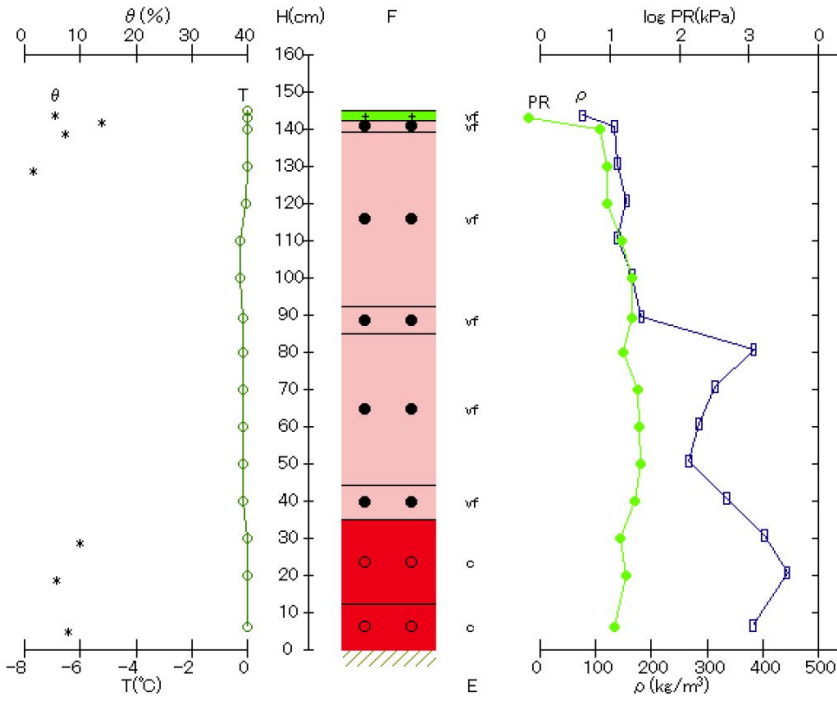 θ (%) H(cm) F log PR(kPa)
0 10 20 30 40 0 1 2 3 4
160
150
θ T PR ρ
vf
140 vf
130
120
vf
110
100
90 vf
80
70
60
50
40 vf
30
c
20
10
c
0
-8 -6 -4 -2 0 0 100 200 300 400 500
T(℃) E ρ (kg/m³)